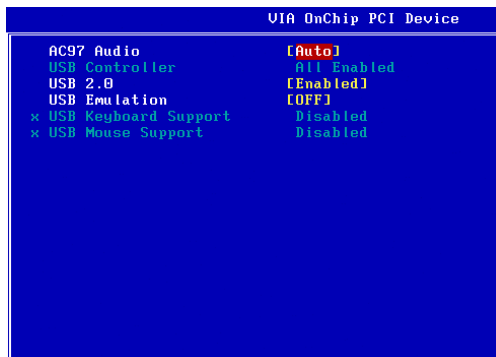 VIA OnChip PCI Device
AC97 Audio [Auto]
USB Controller All Enabled
USB 2.0 [Enabled]
USB Emulation [OFF]
x USB Keyboard Support Disabled
x USB Mouse Support Disabled